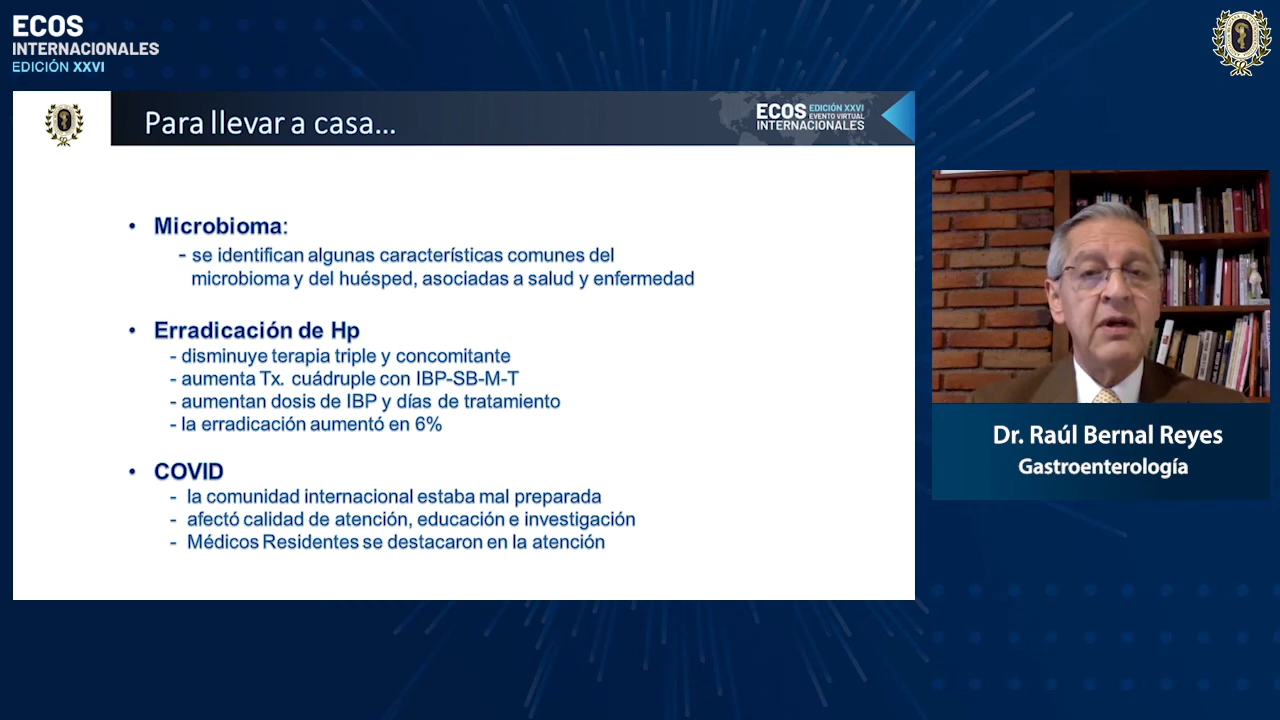 ECOS
INTERNACIONALES
EDICIÓN XXVI
Para llevar a casa...
ECOS EDICIÓN XXVI
EVENTO VIRTUAL
INTERNACIONALES
• Microbioma:
- se identifican algunas características comunes del
microbioma y del huésped, asociadas a salud y enfermedad
• Erradicación de Hp
- disminuye terapia triple y concomitante
- aumenta Tx. cuádruple con IBP-SB-M-T
- aumentan dosis de IBP y días de tratamiento
- la erradicación aumentó en 6%
• COVID
- la comunidad internacional estaba mal preparada
- afectó calidad de atención, educación e investigación
- Médicos Residentes se destacaron en la atención
Dr. Raúl Bernal Reyes
Gastroenterología